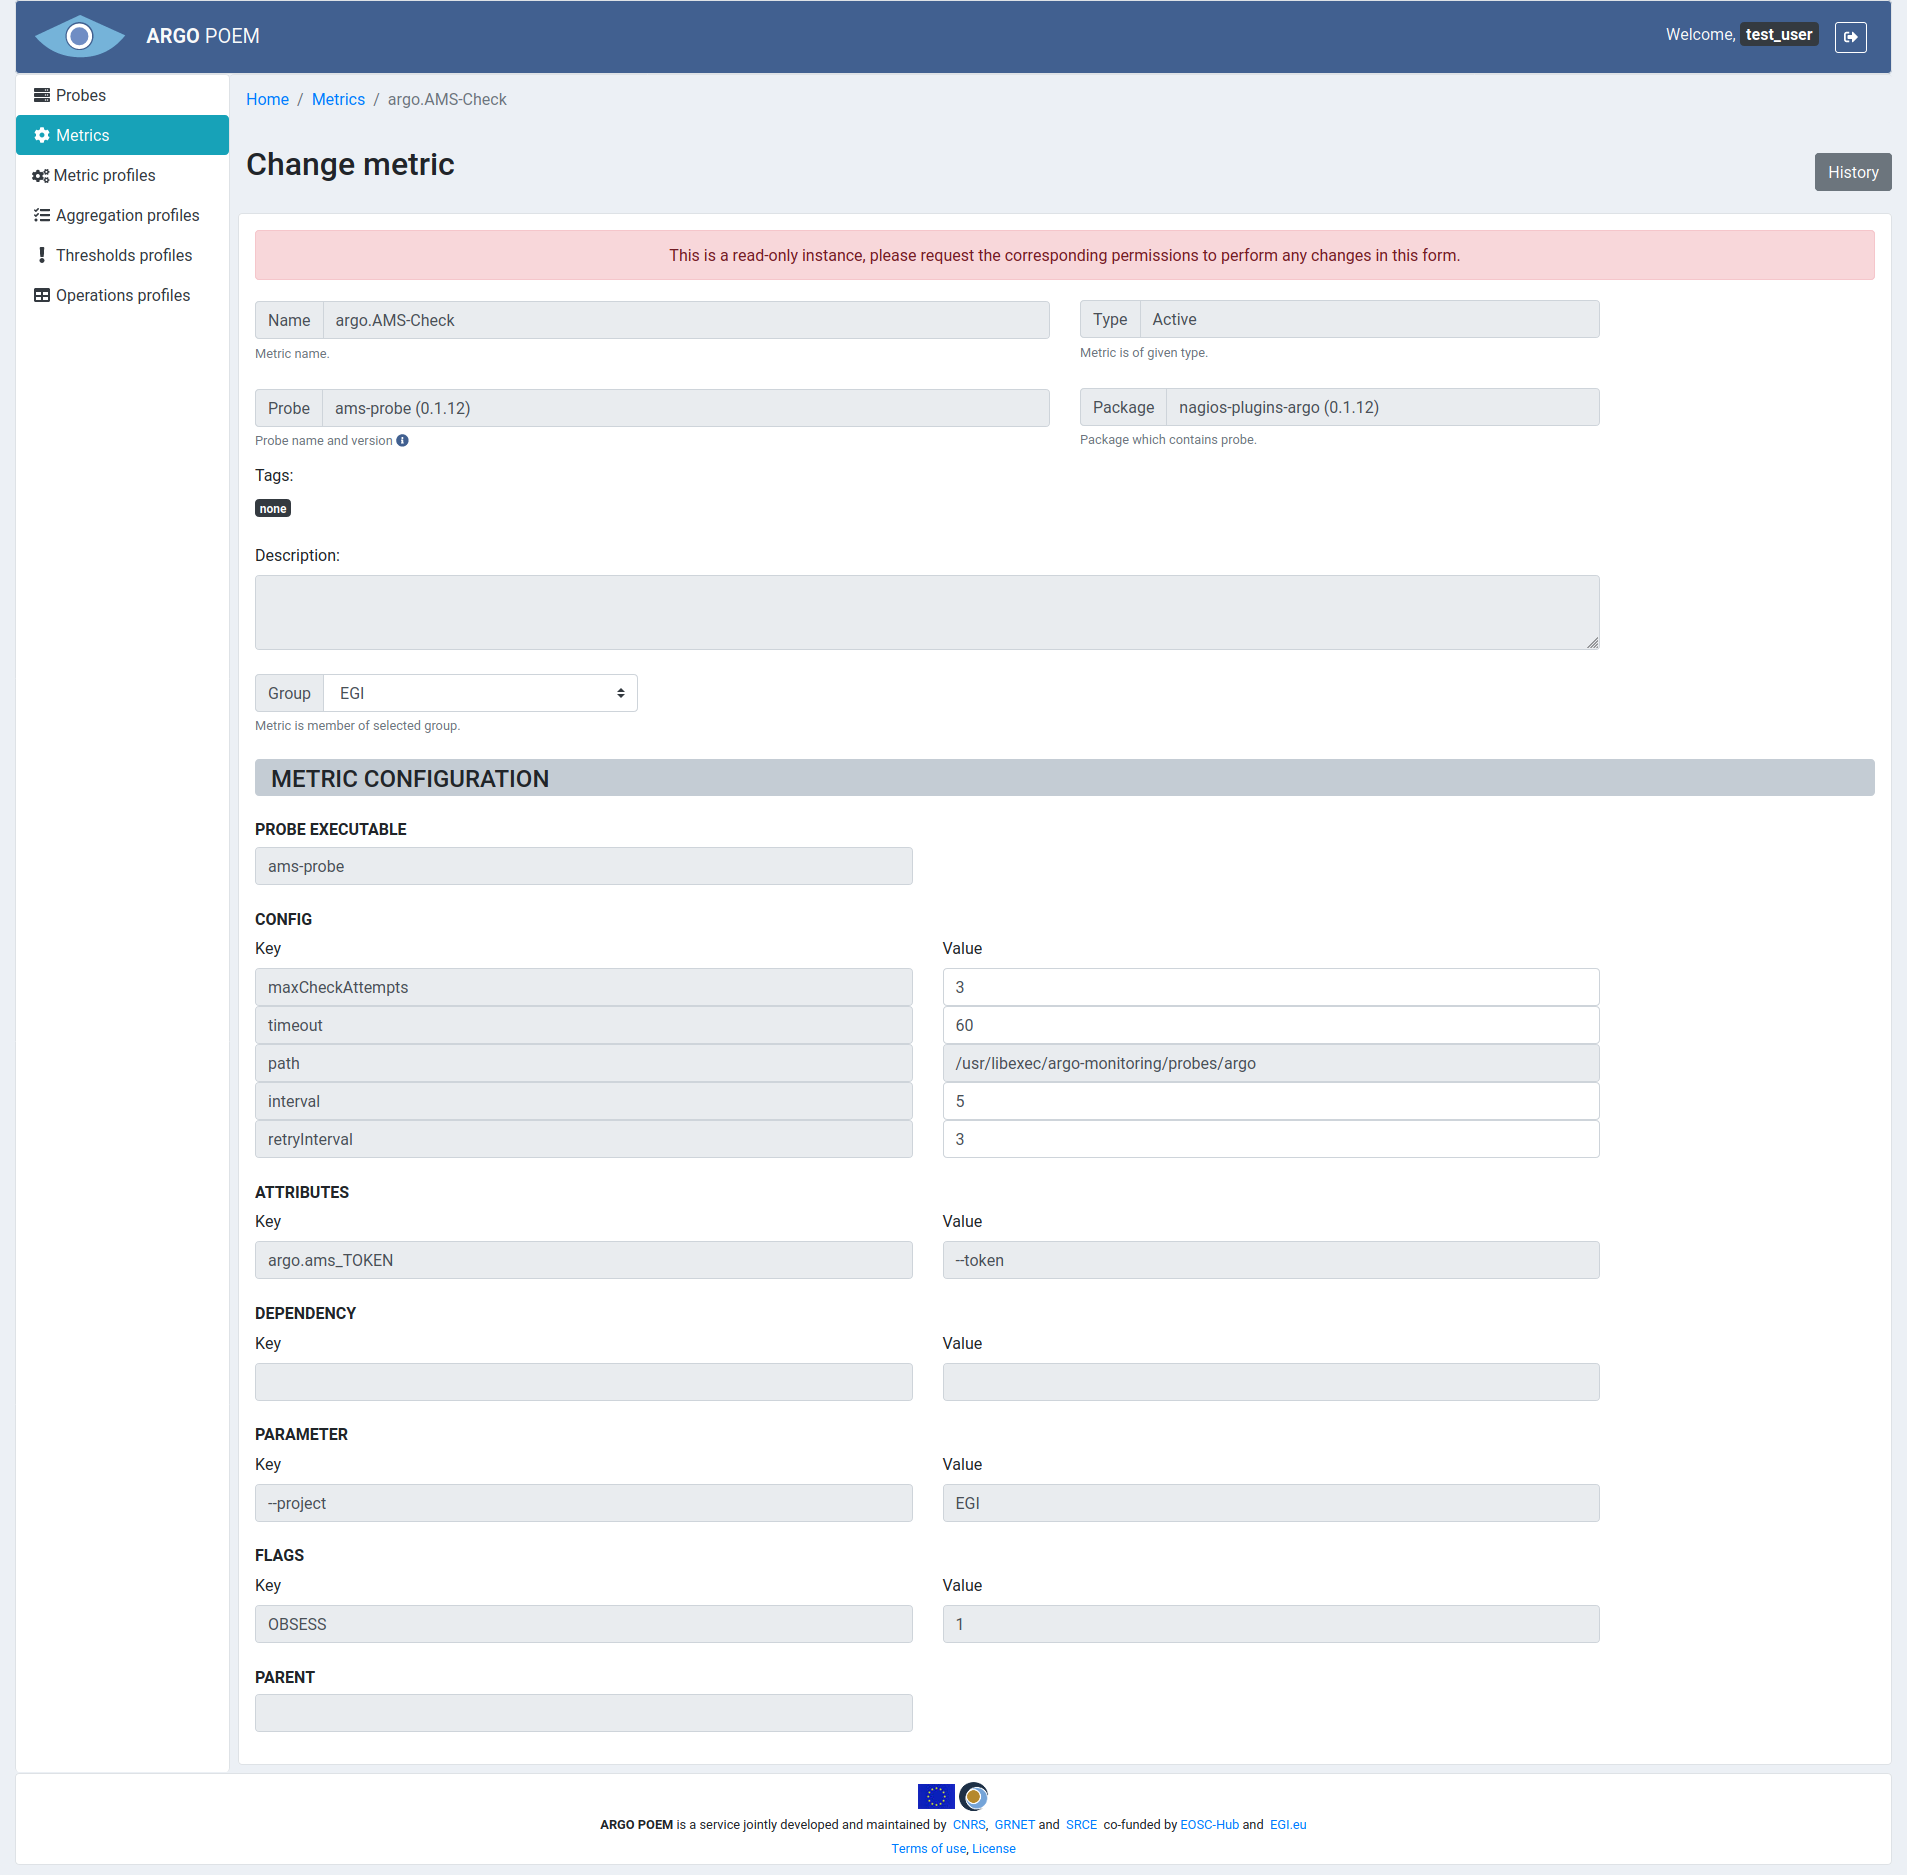 ARGO POEM
Welcome, test_user
Probes
Metrics
Metric profiles
Aggregation profiles
Thresholds profiles
Operations profiles
Home / Metrics / argo.AMS-Check
Change metric
History
This is a read-only instance, please request the corresponding permissions to perform any changes in this form.
Name argo.AMS-Check
Type Active
Metric name.
Metric is of given type.
Probe ams-probe (0.1.12)
Package nagios-plugins-argo (0.1.12)
Probe name and version
Package which contains probe.
Tags:
none
Description:
Group EGI
Metric is member of selected group.
METRIC CONFIGURATION
PROBE EXECUTABLE
ams-probe
CONFIG
Key Value
maxCheckAttempts 3
timeout 60
path /usr/libexec/argo-monitoring/probes/argo
interval 5
retryInterval 3
ATTRIBUTES
Key Value
argo.ams_TOKEN --token
DEPENDENCY
Key Value
PARAMETER
Key Value
--project EGI
FLAGS
Key Value
OBSESS 1
PARENT
ARGO POEM is a service jointly developed and maintained by CNRS, GRNET and SRCE co-funded by EOSC-Hub and EGI.eu
Terms of use, License